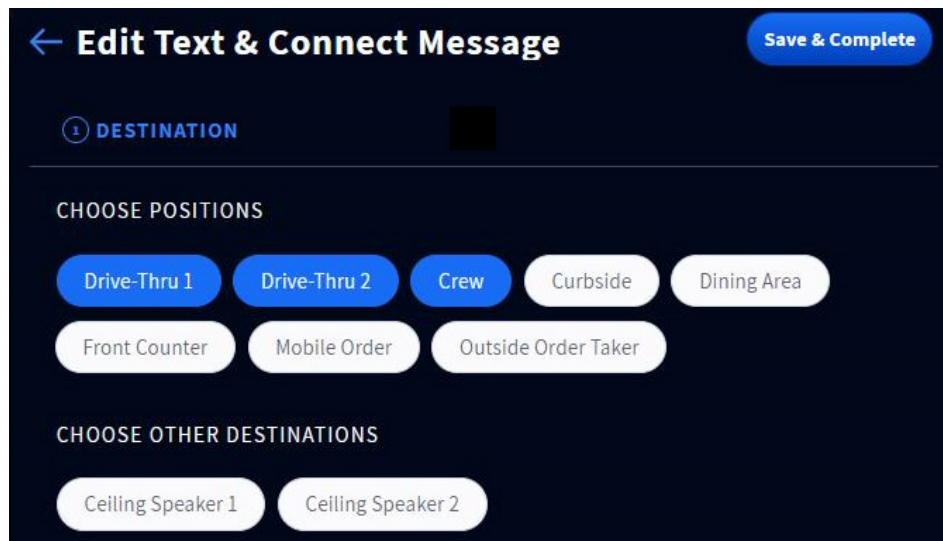 Edit Text & Connect Message
Save & Complete
1 DESTINATION
CHOOSE POSITIONS
Drive-Thru 1 Drive-Thru 2 Crew Curbside Dining Area
Front Counter Mobile Order Outside Order Taker
CHOOSE OTHER DESTINATIONS
Ceiling Speaker 1 Ceiling Speaker 2